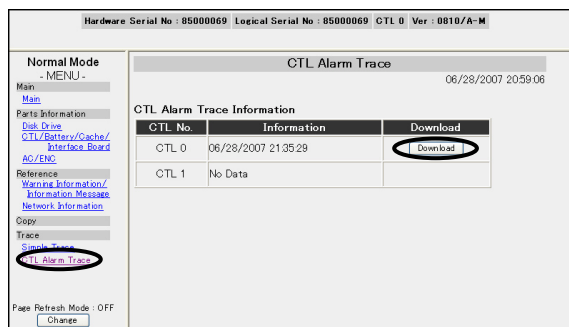 Hardware Serial No : 85000069 Logical Serial No : 85000069 CTL 0 Ver : 0810/A-M
Normal Mode
- MENU -
Main
Main
Parts Information
Disk Drive
CTL/Battery/Cache/
Interface Board
AC/ENC
Reference
Warning Information/
Information Message
Network Information
Copy
Trace
Simple Trace
CTL Alarm Trace
Page Refresh Mode : OFF
Change
CTL Alarm Trace
06/28/2007 20:59:06
CTL Alarm Trace Information
CTL No. Information Download
CTL 0 06/28/2007 21:35:29 Download
CTL 1 No Data